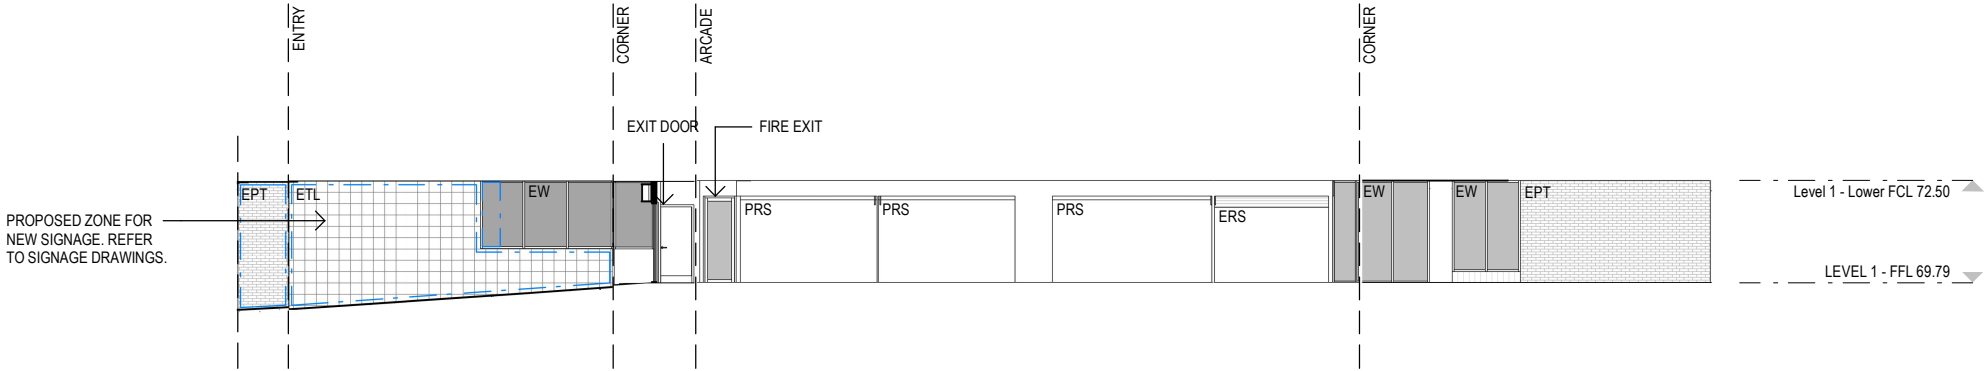 ENTRY
CORNER
ARCADE
CORNER
EXIT DOOR
FIRE EXIT
EPT
ETL
EW
PRS
PRS
PRS
ERS
EW
EW
EPT
Level 1 - Lower FCL 72.50
PROPOSED ZONE FOR
NEW SIGNAGE. REFER
TO SIGNAGE DRAWINGS.
LEVEL 1 - FFL 69.79